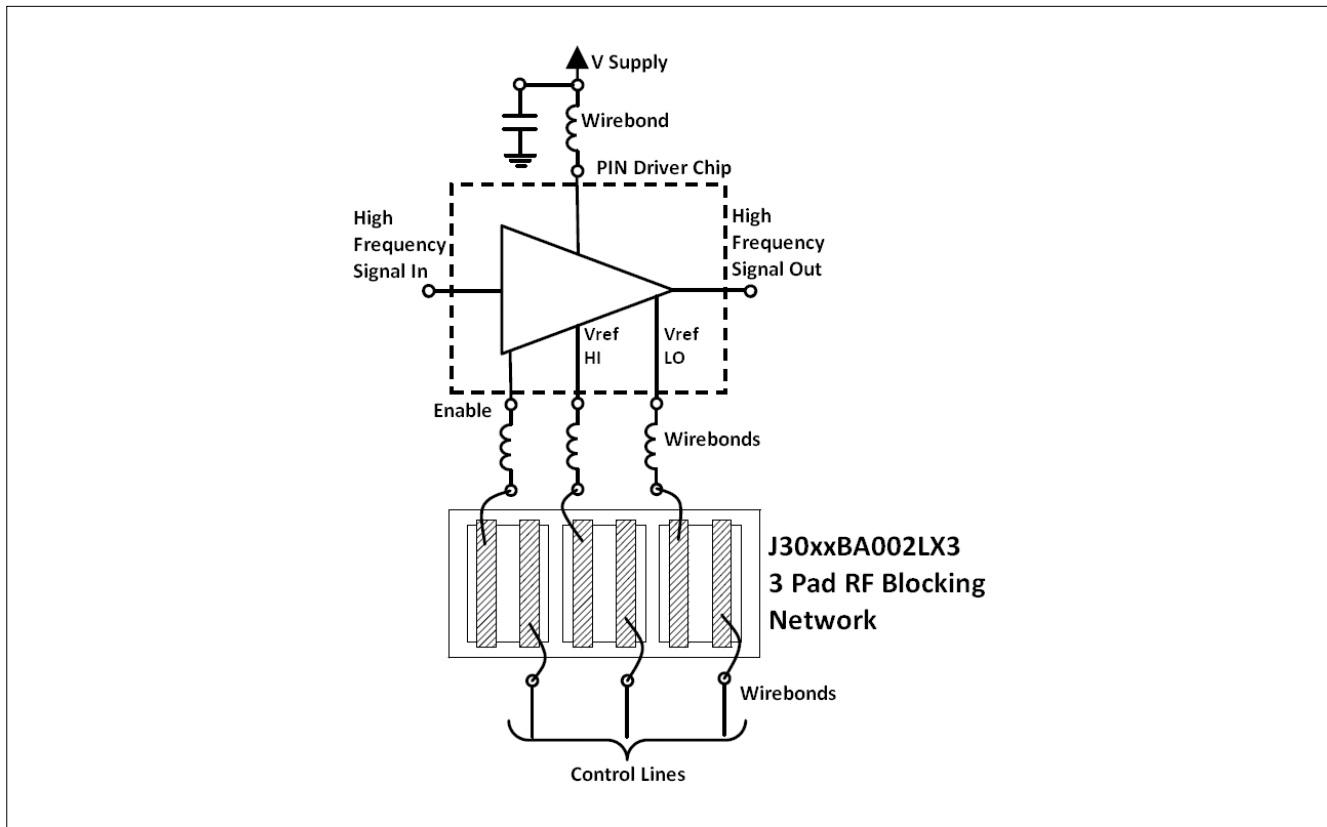 V Supply
Wirebond
PIN Driver Chip
High
Frequency
Signal In
High
Frequency
Signal Out
Vref
HI
Vref
LO
Enable
Wirebonds
J30xxBA002LX3
3 Pad RF Blocking
Network
Wirebonds
Control Lines